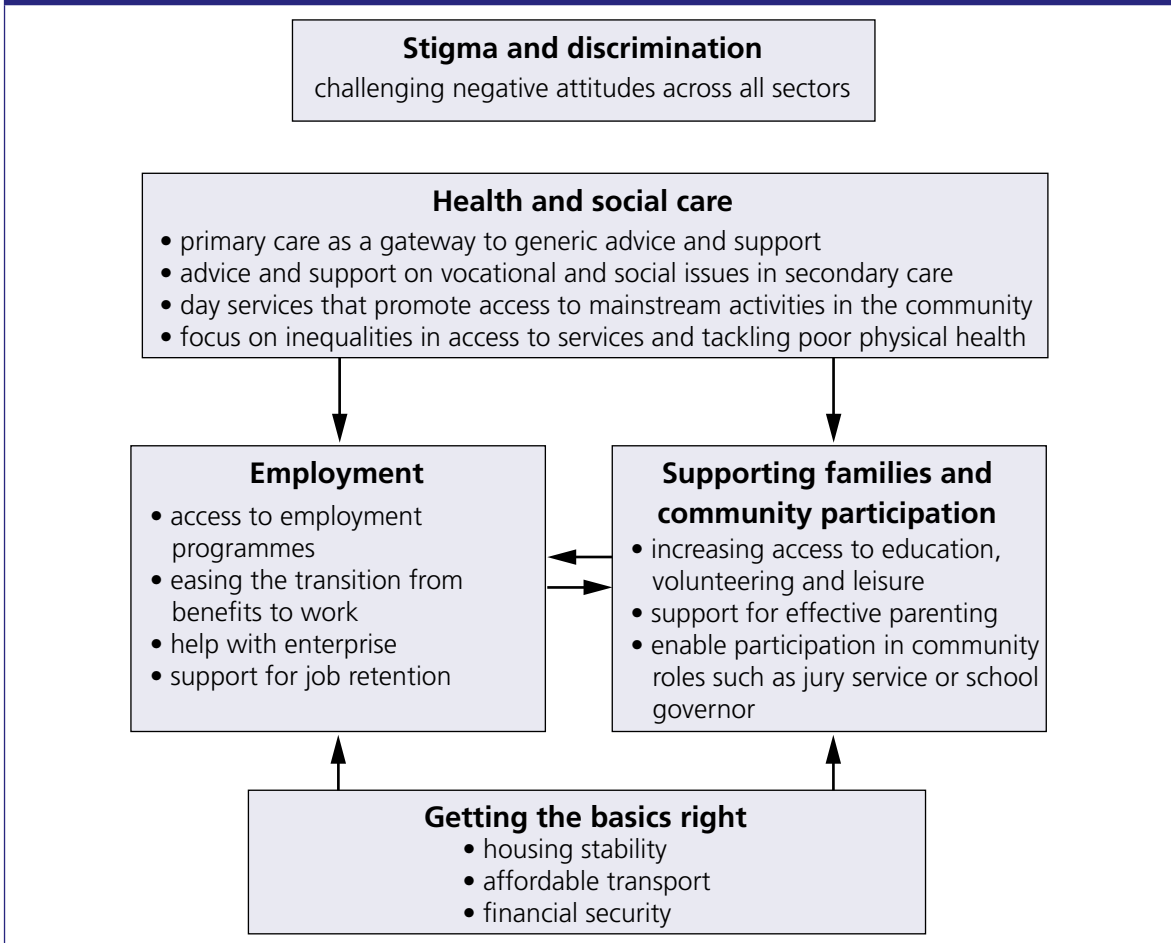 Stigma and discrimination
challenging negative attitudes across all sectors
Health and social care
• primary care as a gateway to generic advice and support
• advice and support on vocational and social issues in secondary care
• day services that promote access to mainstream activities in the community
• focus on inequalities in access to services and tackling poor physical health
Employment
• access to employment
programmes
• easing the transition from
benefits to work
• help with enterprise
• support for job retention
Supporting families and
community participation
• increasing access to education,
volunteering and leisure
• support for effective parenting
• enable participation in community
roles such as jury service or school
governor
Getting the basics right
• housing stability
• affordable transport
• financial security